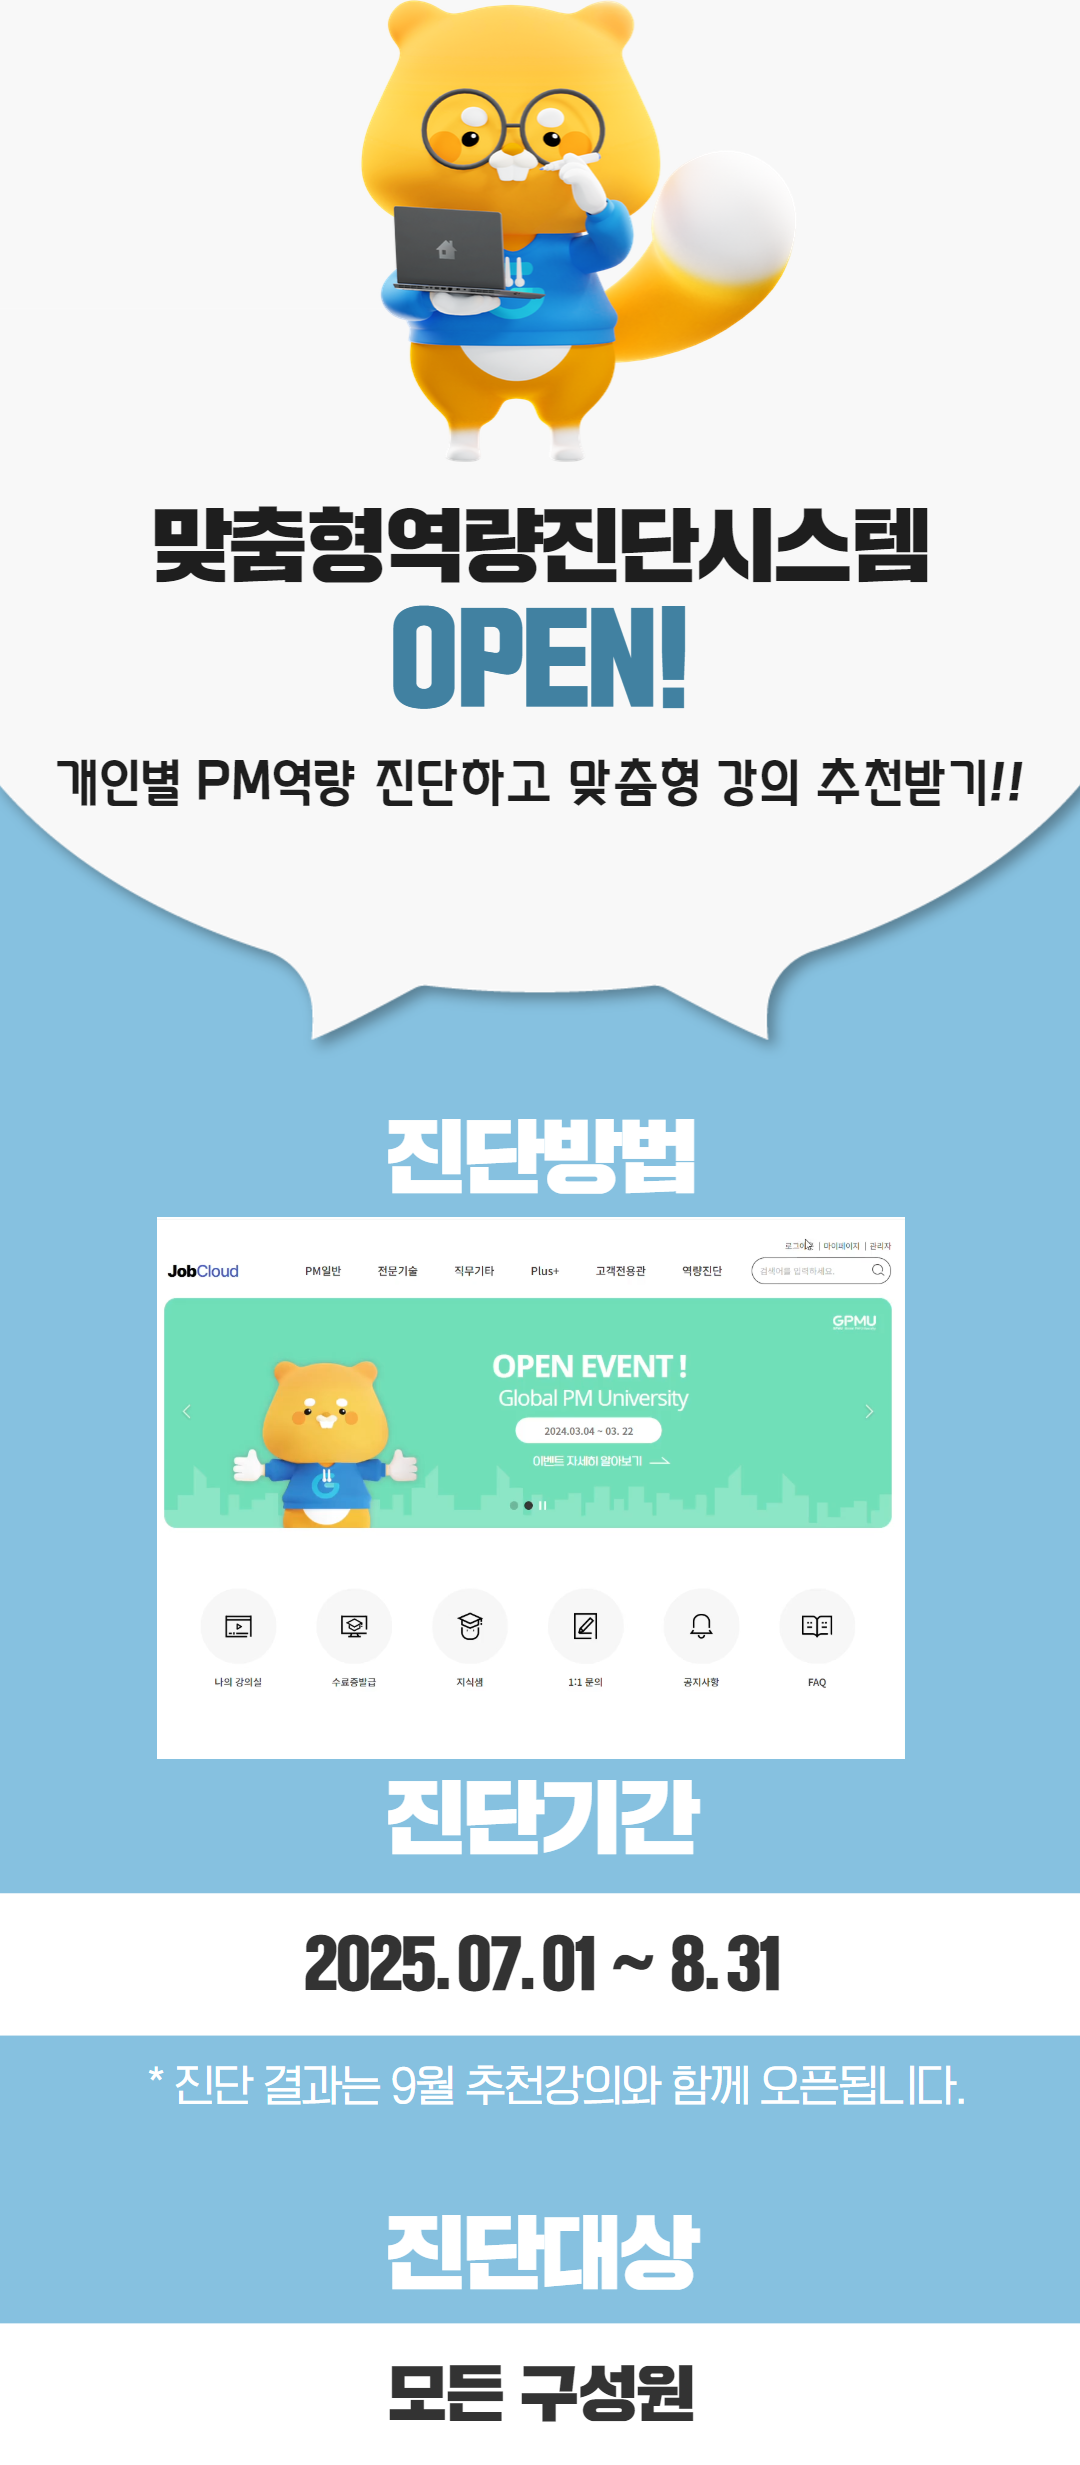 맞춤형역량진단시스템
OPEN!
개인별 PM역량 진단하고 맞춤형 강의 추천받기!!
진단방법
마이페이지 | 관리자
JobCloud PM일반 전문기술 직무기타 Plus+ 고객전용관 역량진단 검색어를 입력하세요.
GPMU
OPEN EVENT !
Global PM University
2024.03.04 ~ 03. 22
이벤트 자세히 알아보기
나의 강의실 수료증발급 지식샘 1:1 문의 공지사항 FAQ
진단기간
2025. 07. 01 ~ 8. 31
* 진단 결과는 9월 추천강의와 함께 오픈됩니다.
진단대상
모든 구성원